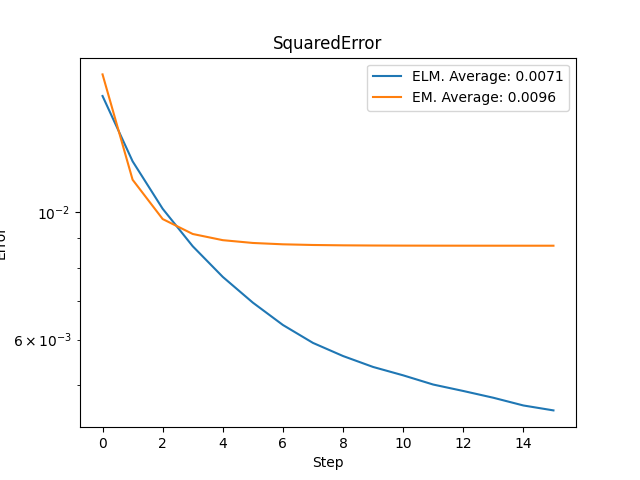 SquaredError
ELM. Average: 0.0071
EM. Average: 0.0096
10⁻²
6 × 10⁻³
Error
0 2 4 6 8 10 12 14
Step